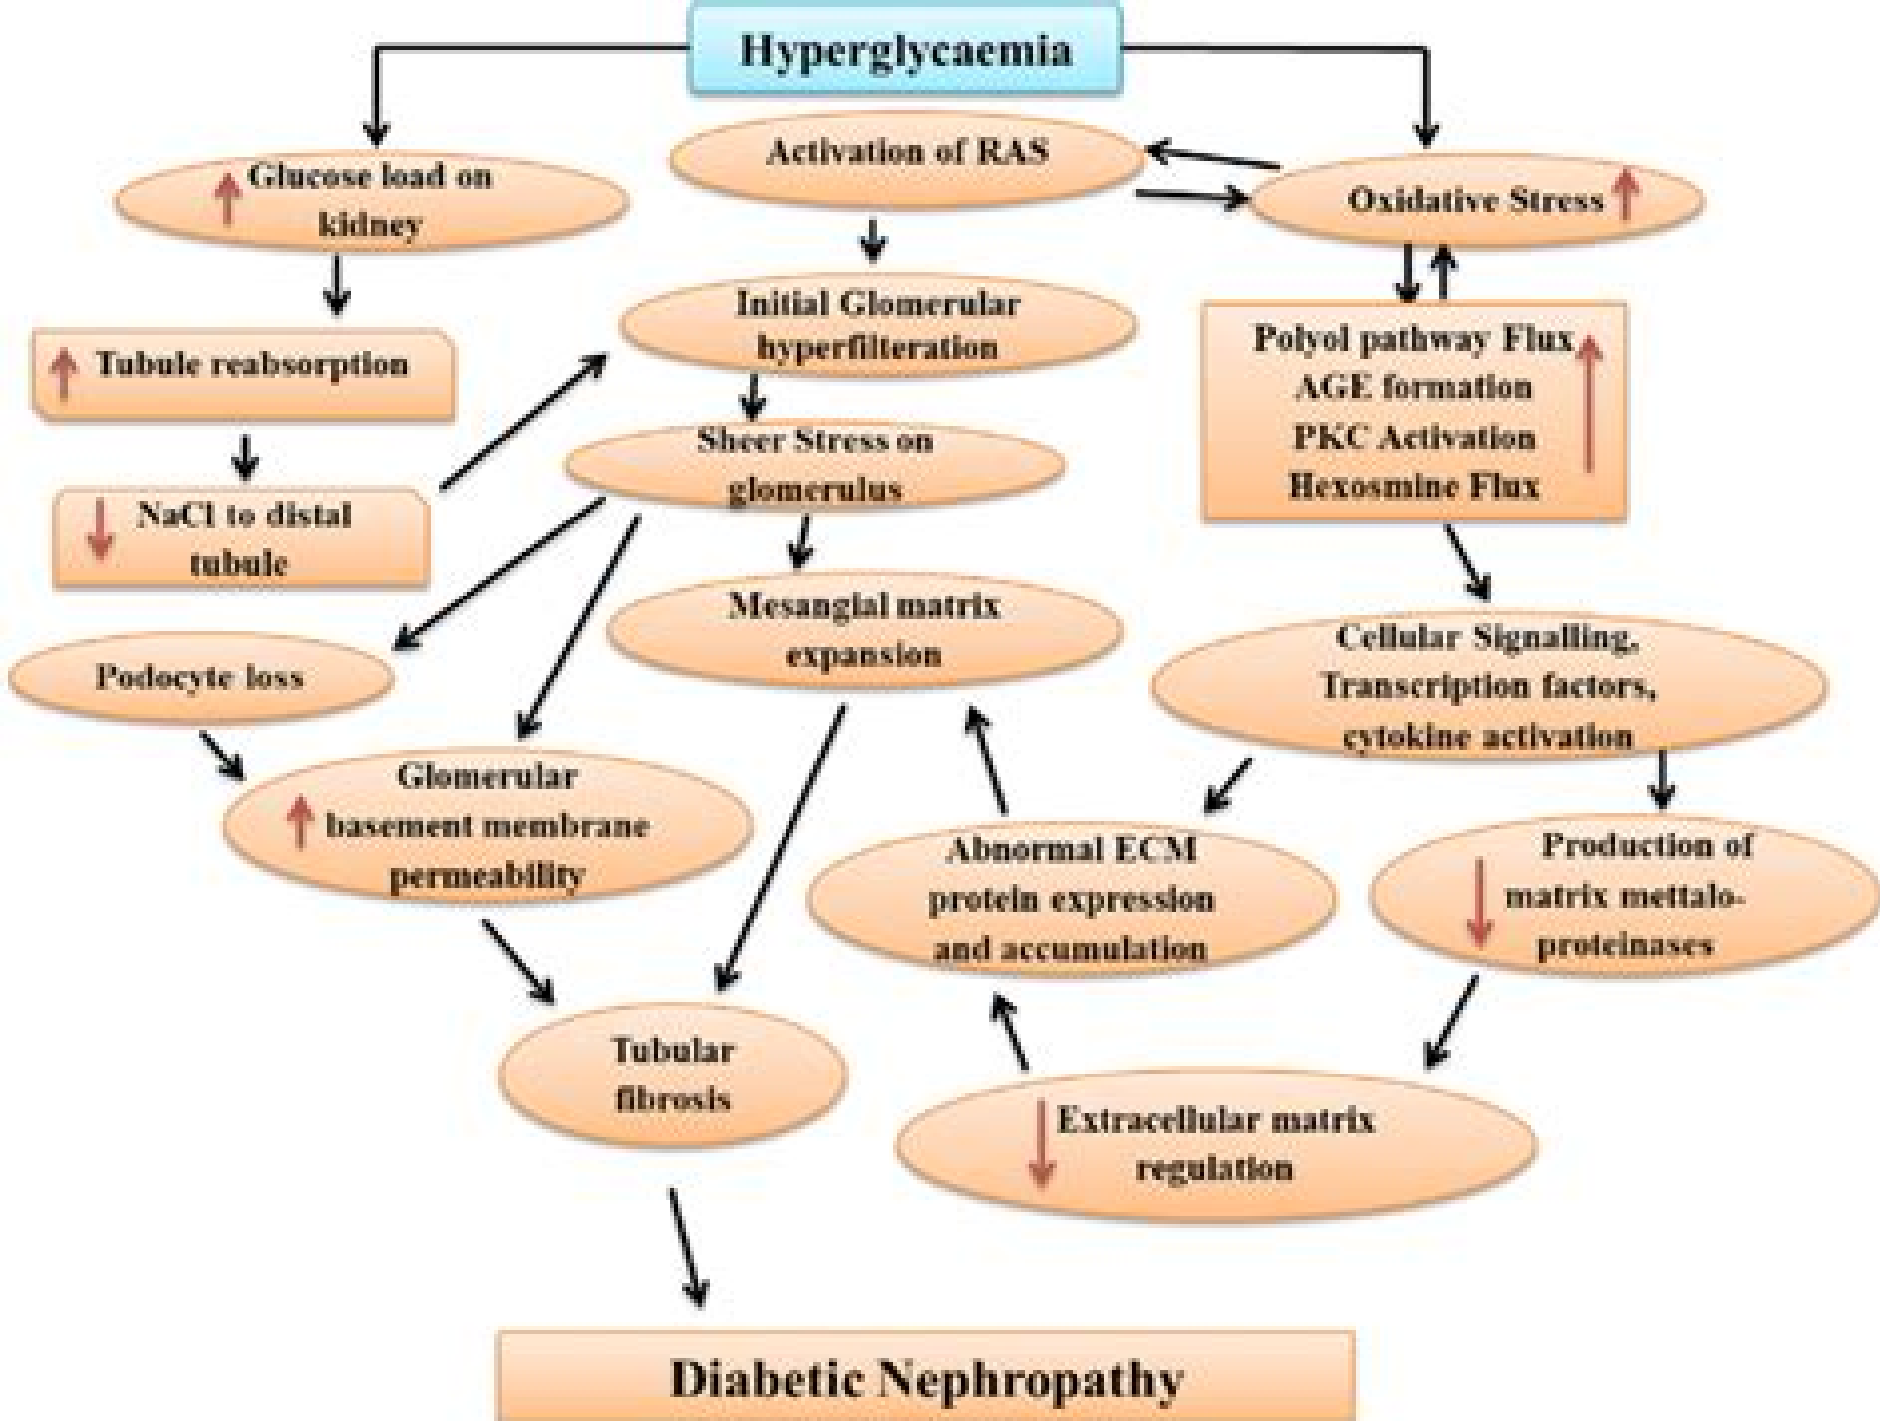 Hyperglycaemia
Activation of RAS
Glucose load on
kidney
Oxidative Stress
Initial Glomerular
hyperfilteration
Tubule reabsorption
Polyol pathway Flux
AGE formation
PKC Activation
Hexosmine Flux
Sheer Stress on
glomerulus
NaCl to distal
tubule
Mesangial matrix
expansion
Podocyte loss
Cellular Signalling,
Transcription factors,
cytokine activation
Glomerular
basement membrane
permeability
Abnormal ECM
protein expression
and accumulation
Production of
matrix mettalo-
proteinases
Tubular
fibrosis
Extracellular matrix
regulation
Diabetic Nephropathy